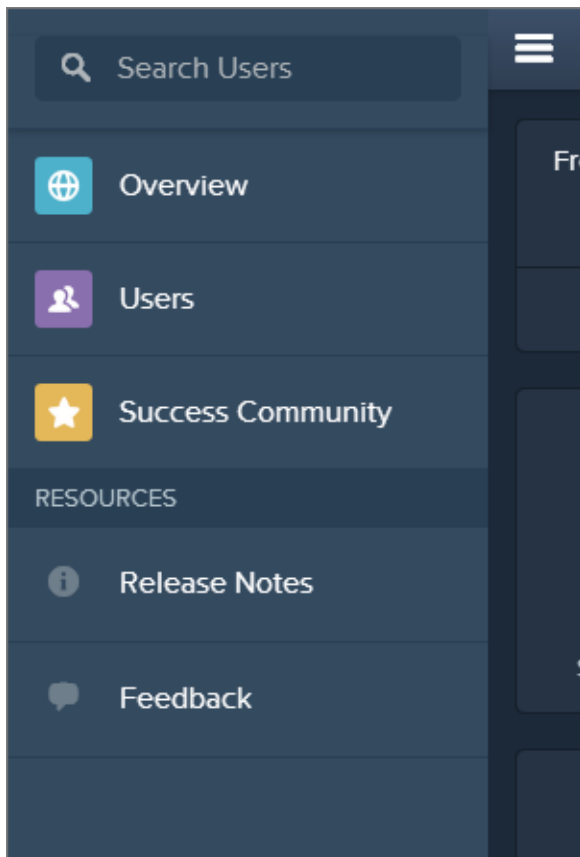 Search Users
Overview
Users
Success Community
RESOURCES
Release Notes
Feedback